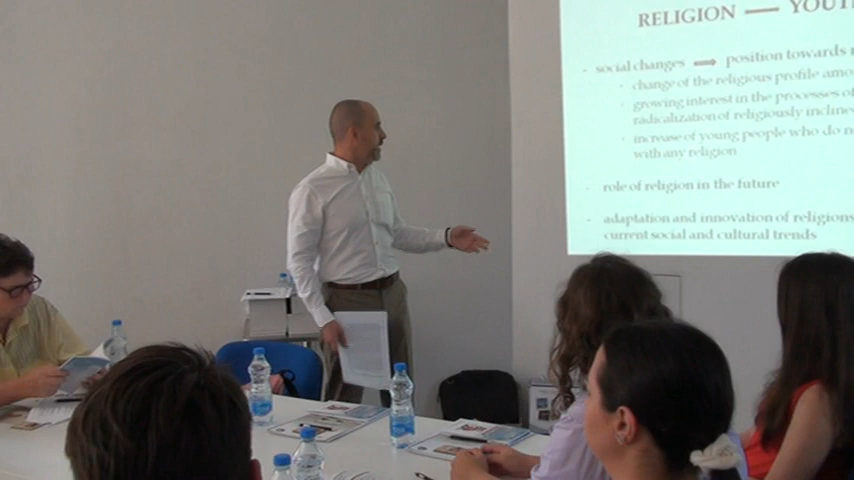 RELIGION — YOUT
- social changes ⟹ position towards r
- change of the religious profile amo
- growing interest in the processes of
radicalization of religiously incline
- increase of young people who do n
with any religion
- role of religion in the future
- adaptation and innovation of religions
current social and cultural trends